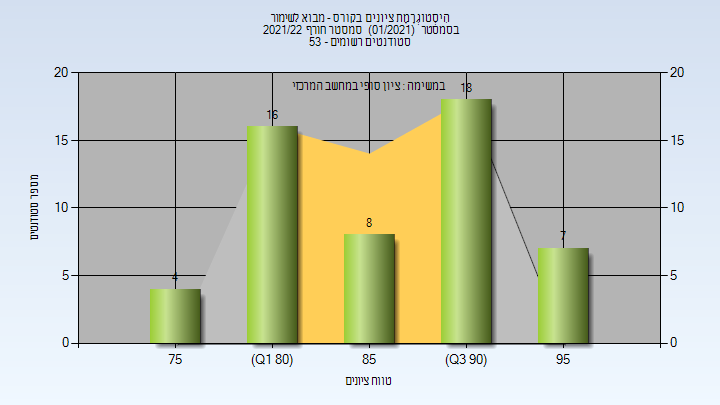 היסטוגרמת ציונים בקורס - מבוא לשימור
בסמסטר (01/2021) סמסטר חורף 2021/22
סטודנטים רשומים - 53
במשימה : ציון סופי במחשב המרכזי
מספר סטודנטים
20
15
10
5
0
20
15
10
5
0
4
16
8
18
7
75
(Q1 80)
85
(Q3 90)
95
טווח ציונים